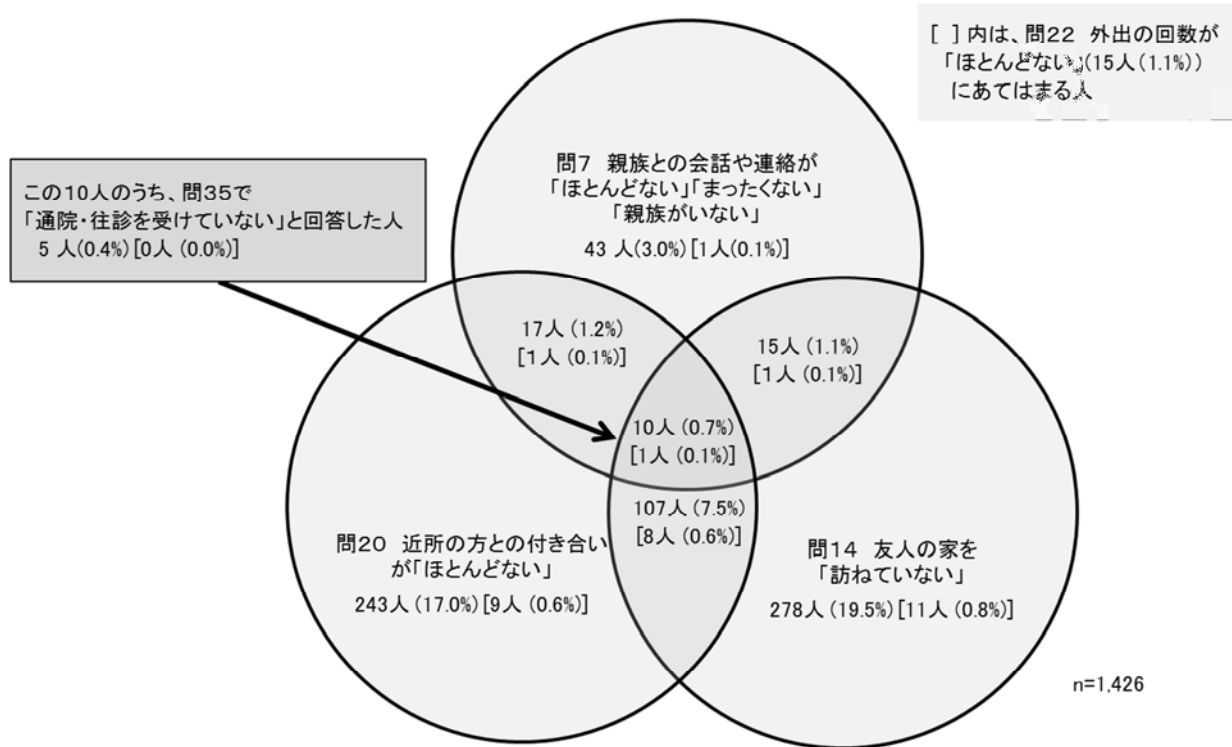 [ ]内は、問22 外出の回数が
「ほとんどない」(15人(1.1%))
にあてはまる人
問7 親族との会話や連絡が
「ほとんどない」「まったくない」
「親族がいない」
43 人(3.0%)[1人(0.1%)]
この10人のうち、問35で
「通院・往診を受けていない」と回答した人
5 人(0.4%)[0人(0.0%)]
17人(1.2%)
[1人(0.1%)]
15人(1.1%)
[1人(0.1%)]
10人(0.7%)
[1人(0.1%)]
107人(7.5%)
[8人(0.6%)]
問20 近所の方との付き合い
が「ほとんどない」
243人(17.0%)[9人(0.6%)]
問14 友人の家を
「訪ねていない」
278人(19.5%)[11人(0.8%)]
n=1,426